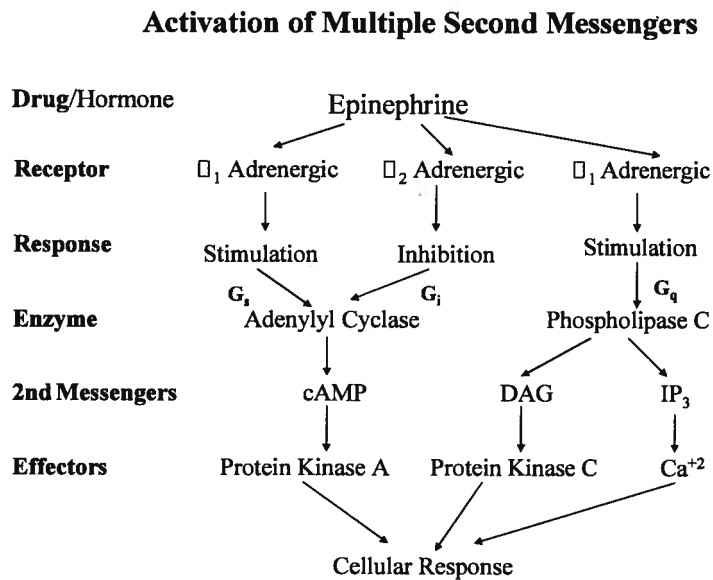 Activation of Multiple Second Messengers
Drug/Hormone Epinephrine
Receptor □₁ Adrenergic □₂ Adrenergic □₁ Adrenergic
Response Stimulation Inhibition Stimulation
Gₛ Gᵢ G_q
Enzyme Adenylyl Cyclase Phospholipase C
2nd Messengers cAMP DAG IP₃
Effectors Protein Kinase A Protein Kinase C Ca⁺²
Cellular Response